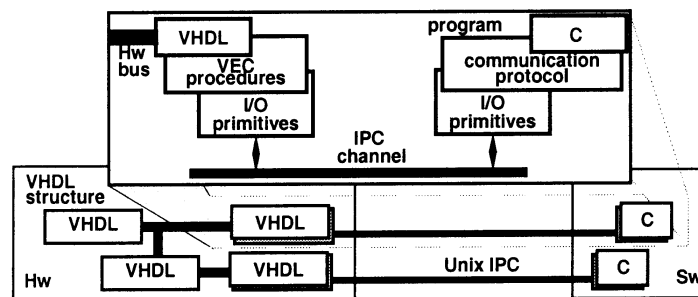 VHDL
Hw
bus
VEC
procedures
I/O
primitives
program
C
communication
protocol
I/O
primitives
IPC
channel
VHDL
structure
VHDL
VHDL
C
VHDL
VHDL
Unix IPC
C
Hw
Sw